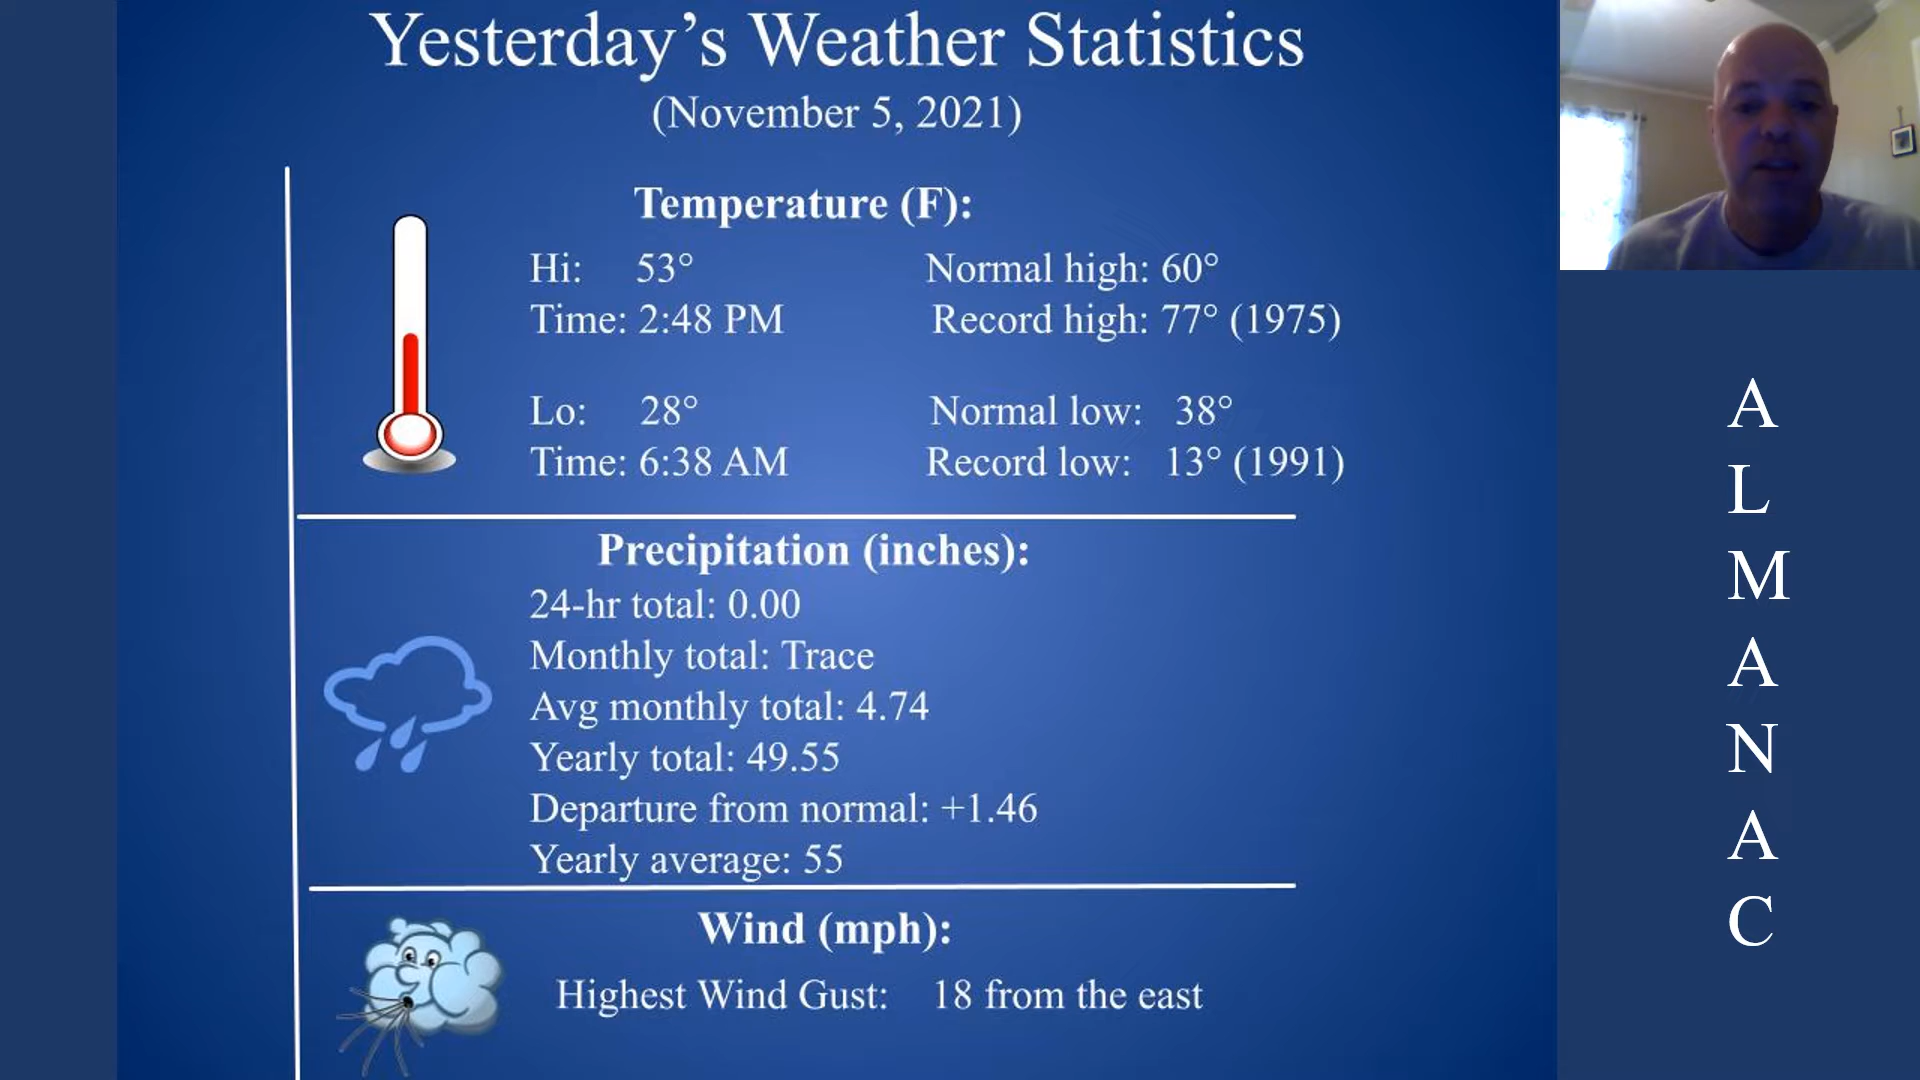 Yesterday’s Weather Statistics
(November 5, 2021)
Temperature (F):
Hi: 53°
Time: 2:48 PM
Normal high: 60°
Record high: 77° (1975)
Lo: 28°
Time: 6:38 AM
Normal low: 38°
Record low: 13° (1991)
Precipitation (inches):
24-hr total: 0.00
Monthly total: Trace
Avg monthly total: 4.74
Yearly total: 49.55
Departure from normal: +1.46
Yearly average: 55
Wind (mph):
Highest Wind Gust: 18 from the east
A
L
M
A
N
A
C